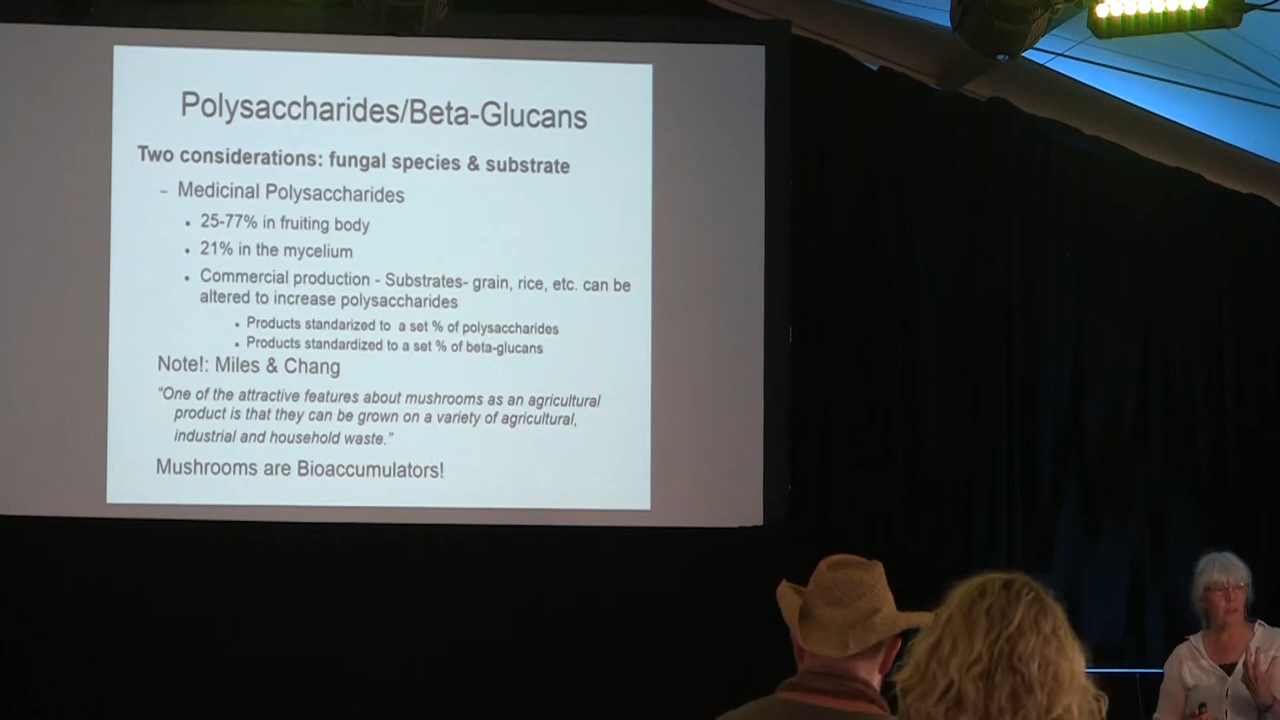 Polysaccharides/Beta-Glucans
Two considerations: fungal species & substrate
– Medicinal Polysaccharides
• 25-77% in fruiting body
• 21% in the mycelium
• Commercial production - Substrates- grain, rice, etc. can be
altered to increase polysaccharides
• Products standarized to a set % of polysaccharides
• Products standardized to a set % of beta-glucans
Note!: Miles & Chang
"One of the attractive features about mushrooms as an agricultural
product is that they can be grown on a variety of agricultural,
industrial and household waste."
Mushrooms are Bioaccumulators!